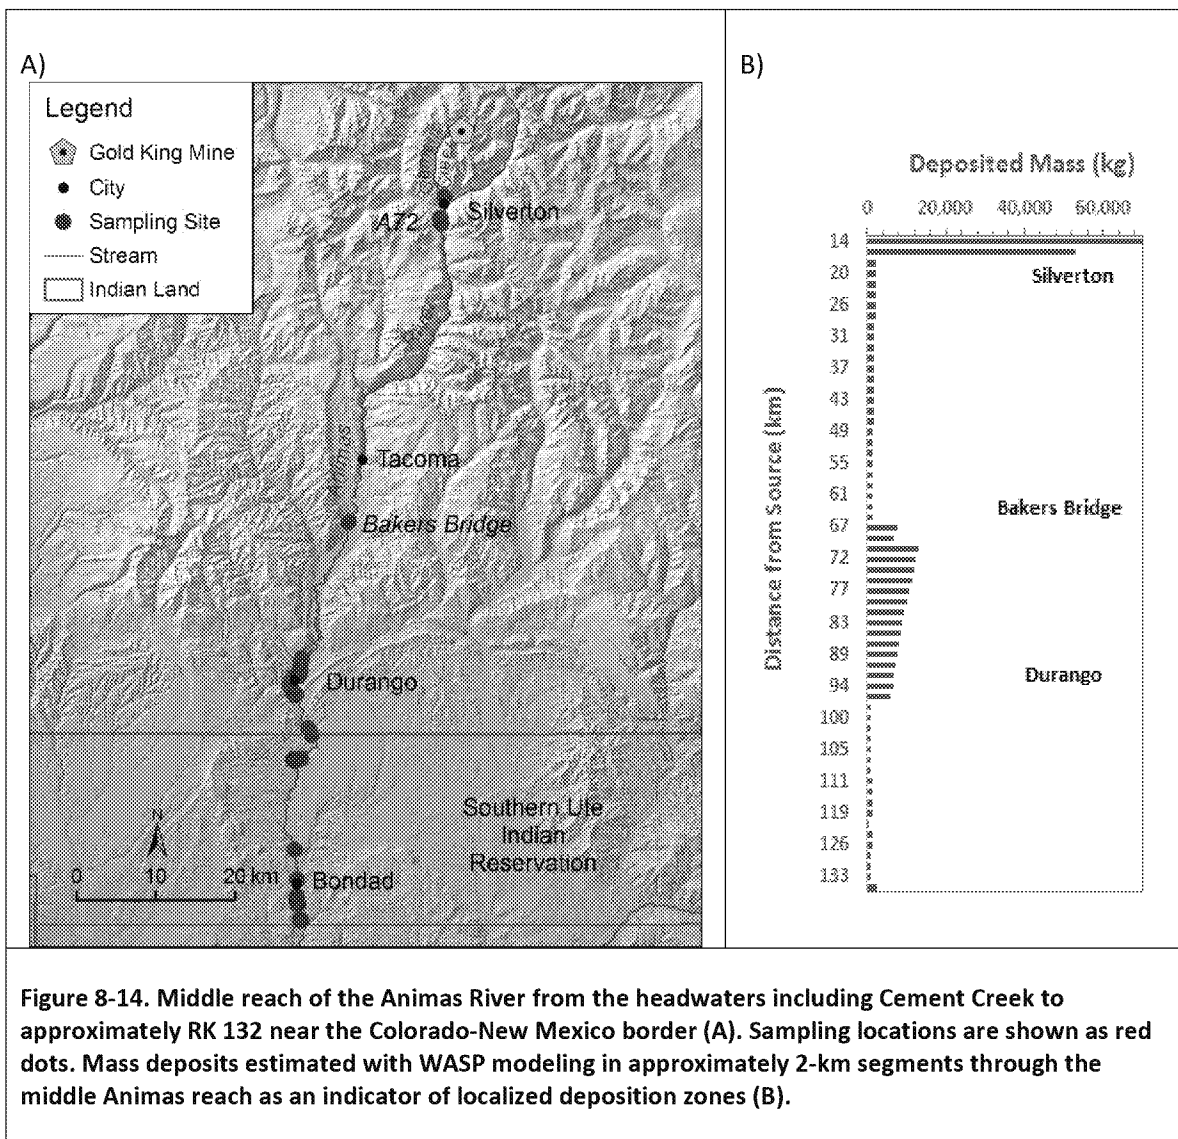 A)
Legend
Gold King Mine
City
Sampling Site
Stream
Indian Land
A72
Silverton
Tacoma
Bakers Bridge
Durango
Southern Ute
Indian
Reservation
N
0 10 20 km
Bondad
B)
Deposited Mass (kg)
0 20,000 40,000 60,000
Distance from Source (km)
14
20
26
31
37
43
49
55
61
67
72
77
83
89
94
100
105
111
119
126
133
Silverton
Bakers Bridge
Durango
Figure 8-14. Middle reach of the Animas River from the headwaters including Cement Creek to
approximately RK 132 near the Colorado-New Mexico border (A). Sampling locations are shown as red
dots. Mass deposits estimated with WASP modeling in approximately 2-km segments through the
middle Animas reach as an indicator of localized deposition zones (B).